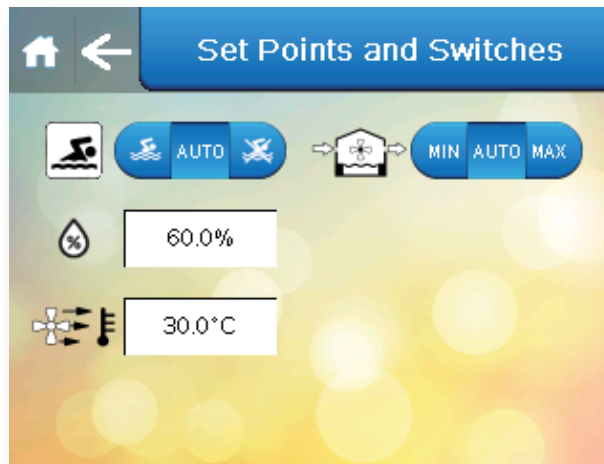 Set Points and Switches
AUTO MIN AUTO MAX
%
60.0%
30.0°C